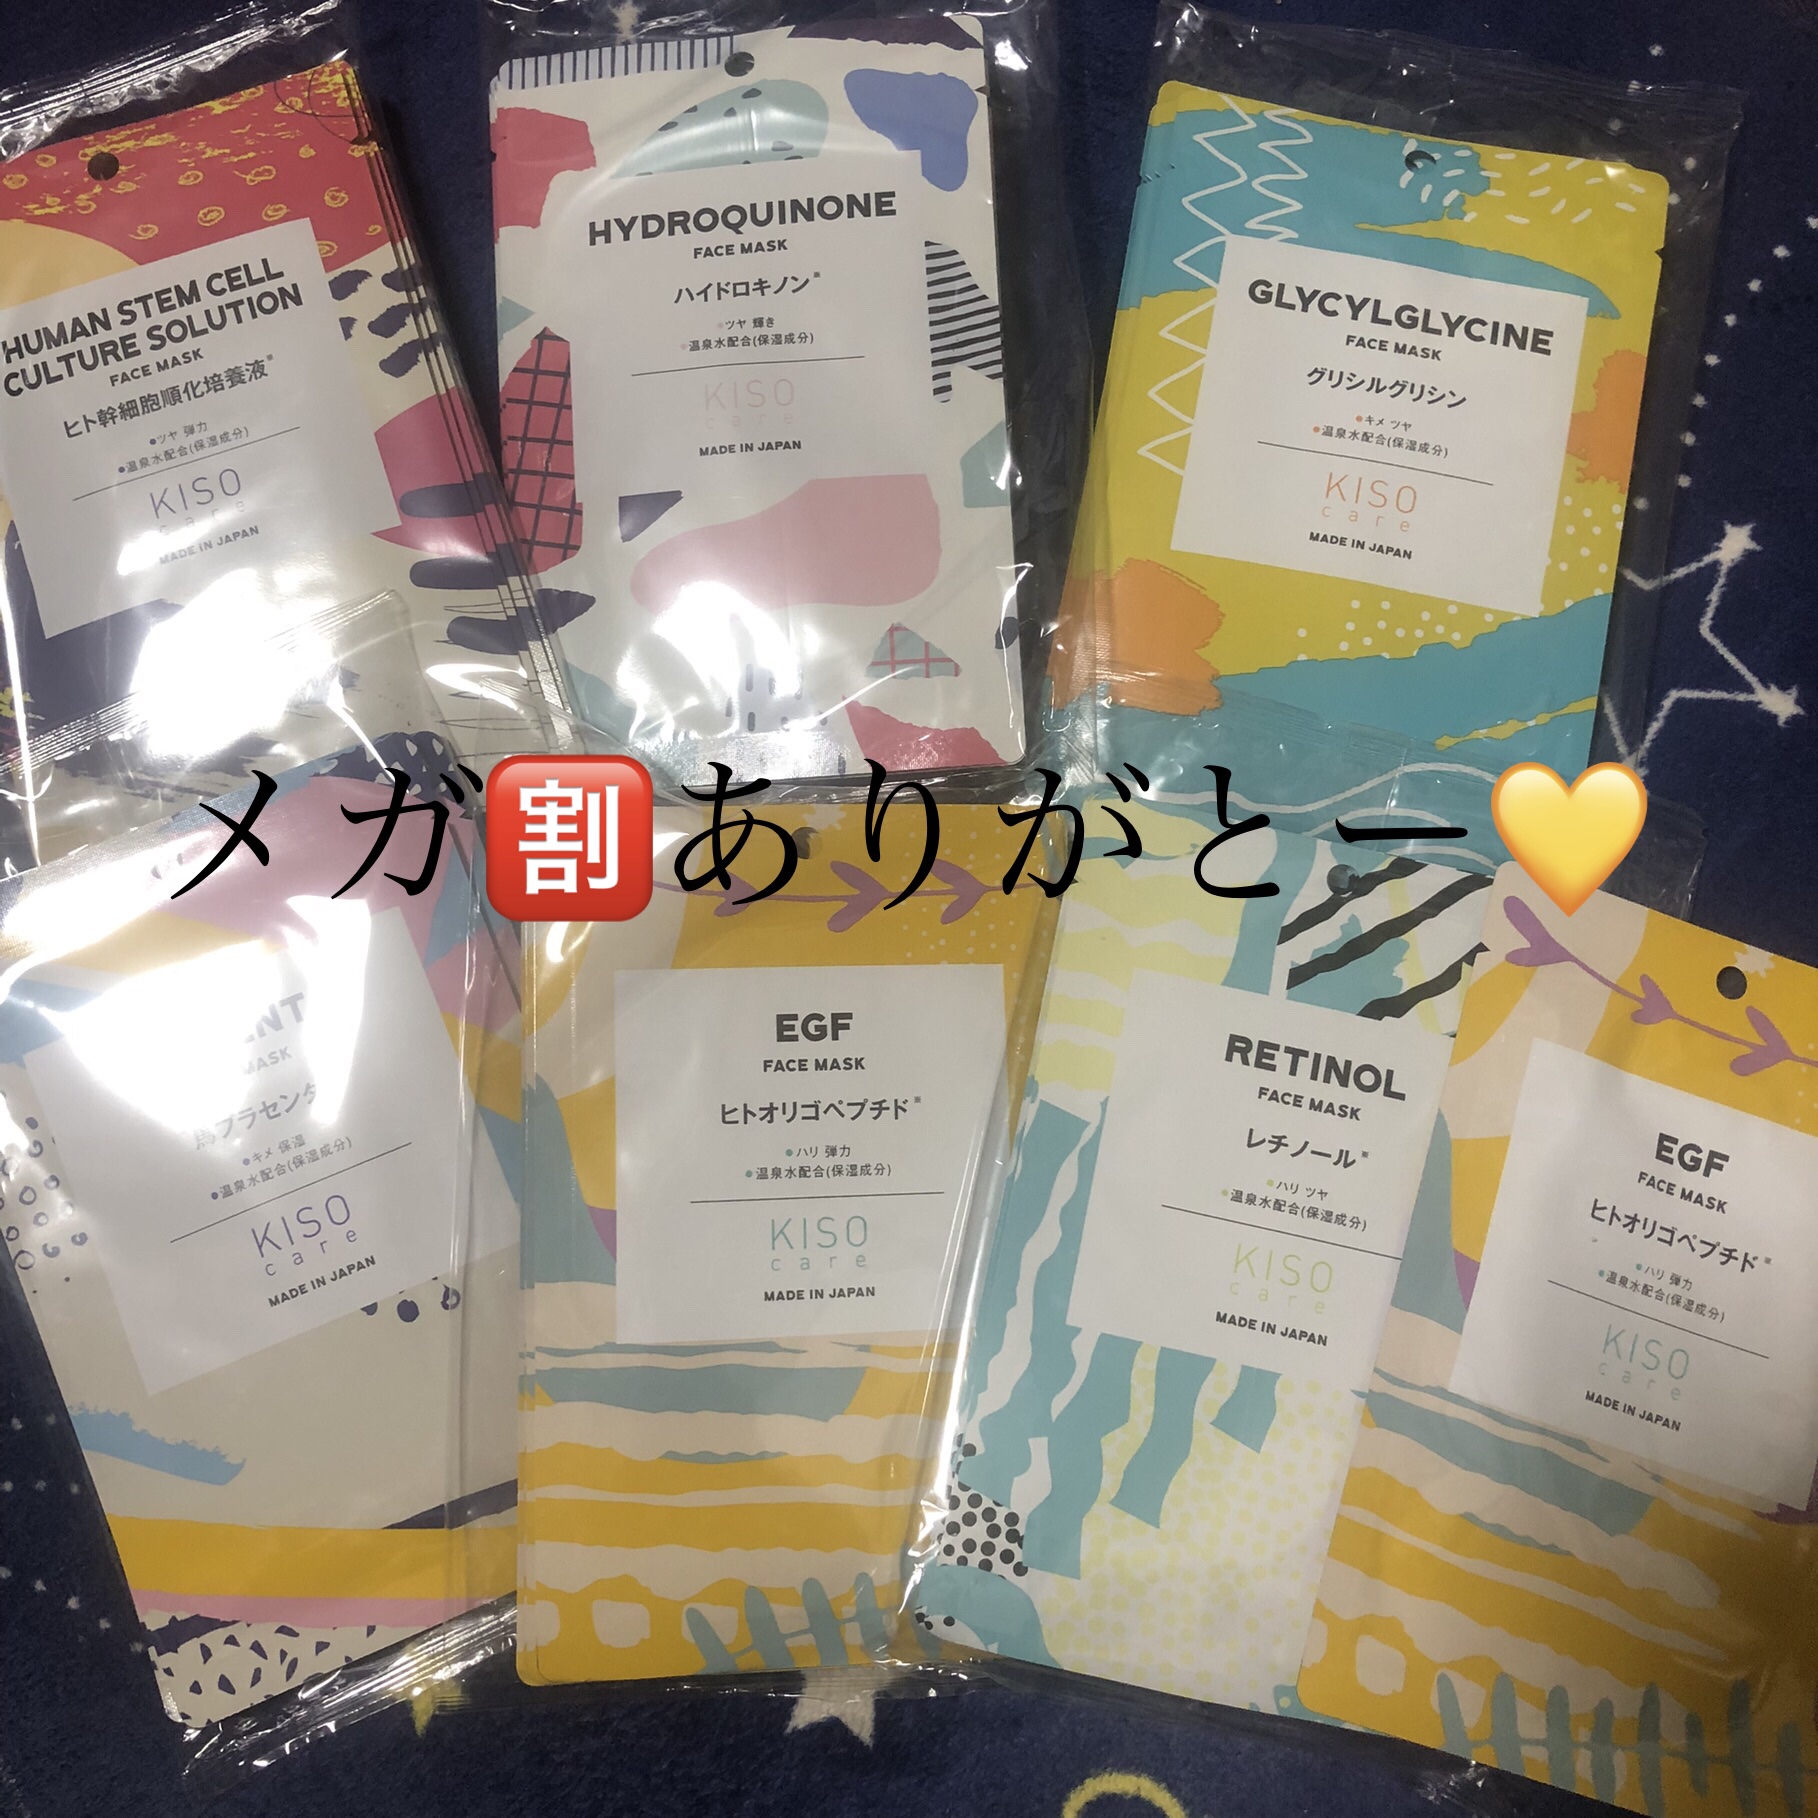 HUMAN STEM CELL
CULTURE SOLUTION
FACE MASK
ヒト幹細胞順化培養液※
●ツヤ 弾力
●温泉水配合(保湿成分)
KISO
care
MADE IN JAPAN
HYDROQUINONE
FACE MASK
ハイドロキノン※
●ツヤ 輝き
●温泉水配合(保湿成分)
KISO
care
MADE IN JAPAN
GLYCYLGLYCINE
FACE MASK
グリシルグリシン
●キメ ツヤ
●温泉水配合(保湿成分)
KISO
care
MADE IN JAPAN
メガ割ありがとー💛
MASK
馬プラセンタ
●キメ 保湿
●温泉水配合(保湿成分)
KISO
care
MADE IN JAPAN
EGF
FACE MASK
ヒトオリゴペプチド※
●ハリ 弾力
●温泉水配合(保湿成分)
KISO
care
MADE IN JAPAN
RETINOL
FACE MASK
レチノール※
●ハリ ツヤ
●温泉水配合(保湿成分)
KISO
care
MADE IN JAPAN
EGF
FACE MASK
ヒトオリゴペプチド※
●ハリ 弾力
●温泉水配合(保湿成分)
KISO
care
MADE IN JAPAN